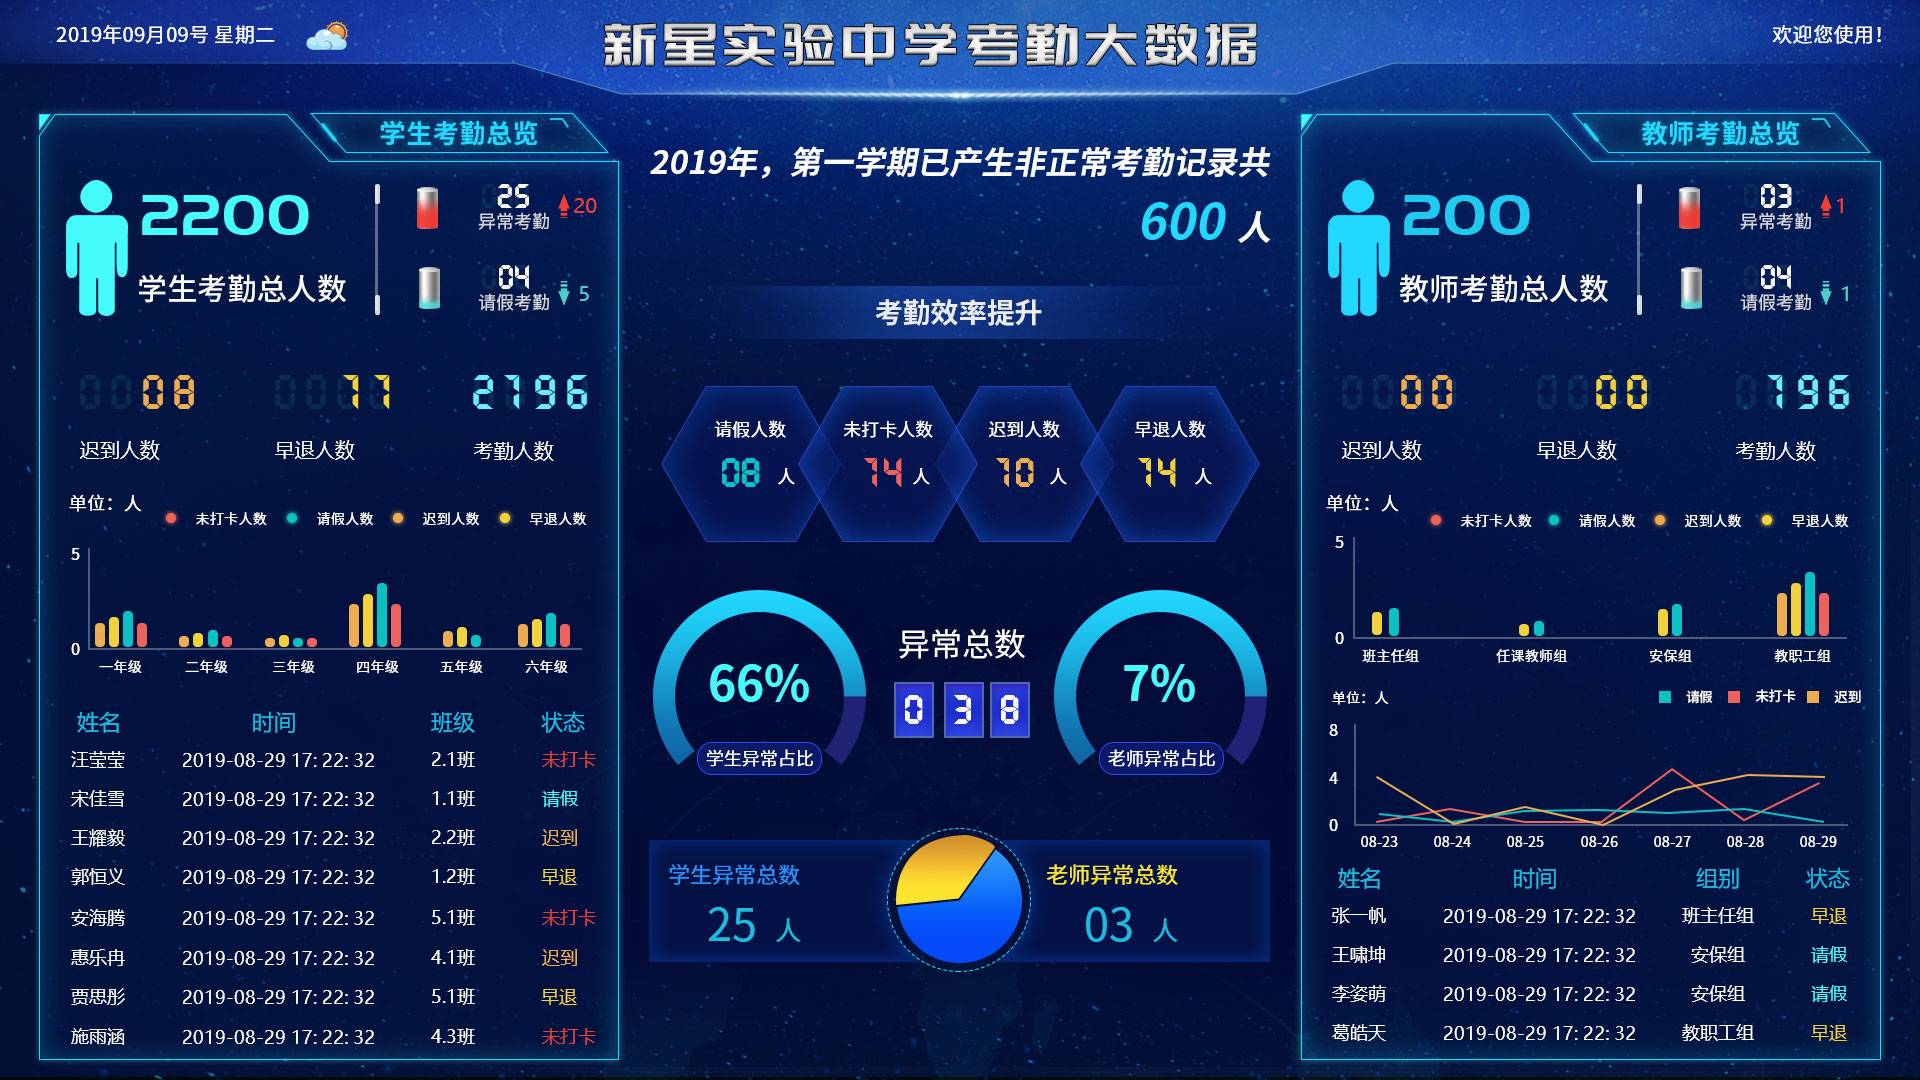 2019年09月09号 星期二
新星实验中学考勤大数据
欢迎您使用！
学生考勤总览
2200
学生考勤总人数
25
异常考勤
20
04
请假考勤
5
08
迟到人数
11
早退人数
2796
考勤人数
单位：人
未打卡人数 请假人数 迟到人数 早退人数
5
0
一年级 二年级 三年级 四年级 五年级 六年级
姓名 时间 班级 状态
汪莹莹 2019-08-29 17:22:32 2.1班 未打卡
宋佳雪 2019-08-29 17:22:32 1.1班 请假
王耀毅 2019-08-29 17:22:32 2.2班 迟到
郭恒义 2019-08-29 17:22:32 1.2班 早退
安海腾 2019-08-29 17:22:32 5.1班 未打卡
惠乐冉 2019-08-29 17:22:32 4.1班 迟到
贾思彤 2019-08-29 17:22:32 5.1班 早退
施雨涵 2019-08-29 17:22:32 4.3班 未打卡
2019年，第一学期已产生非正常考勤记录共
600 人
考勤效率提升
请假人数 未打卡人数 迟到人数 早退人数
08 人 14 人 10 人 14 人
66%
学生异常占比
异常总数
038
7%
老师异常占比
学生异常总数
25 人
老师异常总数
03 人
教师考勤总览
200
教师考勤总人数
03
异常考勤
1
04
请假考勤
1
00
迟到人数
00
早退人数
196
考勤人数
单位：人
未打卡人数 请假人数 迟到人数 早退人数
5
0
班主任组 任课教师组 安保组 教职工组
单位：人
请假 未打卡 迟到
8
4
0
08-23 08-24 08-25 08-26 08-27 08-28 08-29
姓名 时间 组别 状态
张一帆 2019-08-29 17:22:32 班主任组 早退
王啸坤 2019-08-29 17:22:32 安保组 请假
李姿萌 2019-08-29 17:22:32 安保组 请假
葛皓天 2019-08-29 17:22:32 教职工组 早退